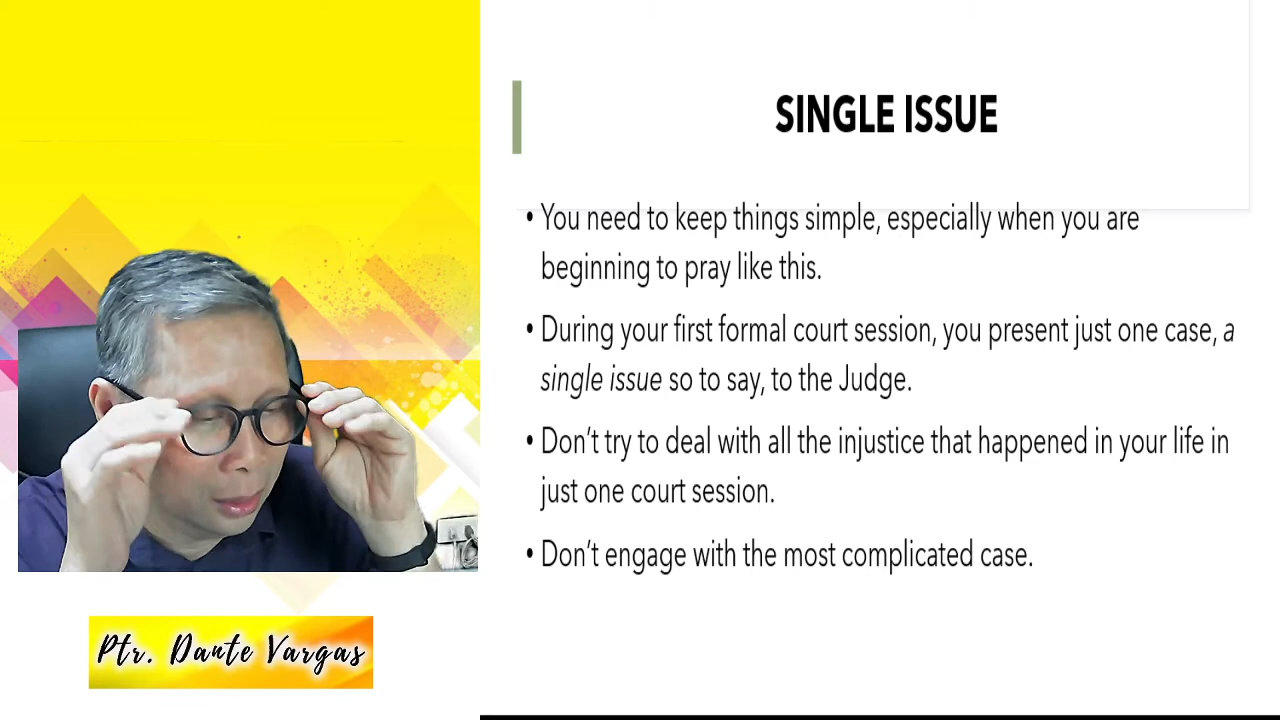 SINGLE ISSUE
• You need to keep things simple, especially when you are
beginning to pray like this.
• During your first formal court session, you present just one case, a
single issue so to say, to the Judge.
• Don’t try to deal with all the injustice that happened in your life in
just one court session.
• Don’t engage with the most complicated case.
Ptr. Dante Vargas